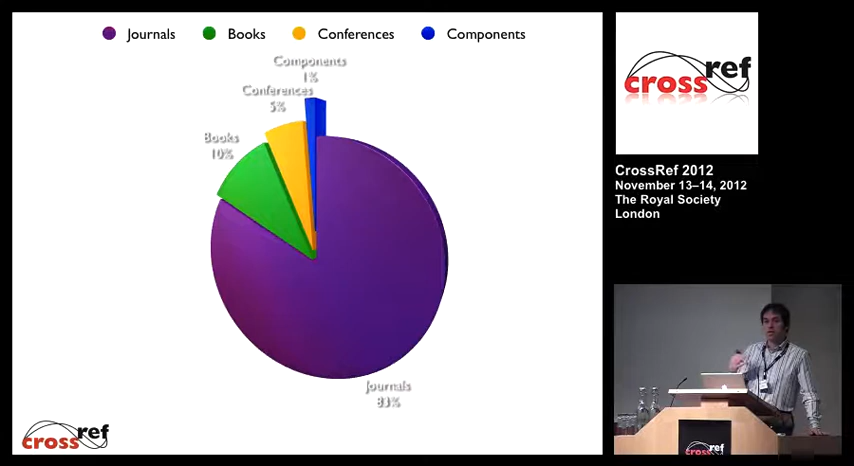 Journals
Books
Conferences
Components
Components
1%
Conferences
5%
Books
10%
Journals
83%
crossref
crossref
CrossRef 2012
November 13–14, 2012
The Royal Society
London
crossref